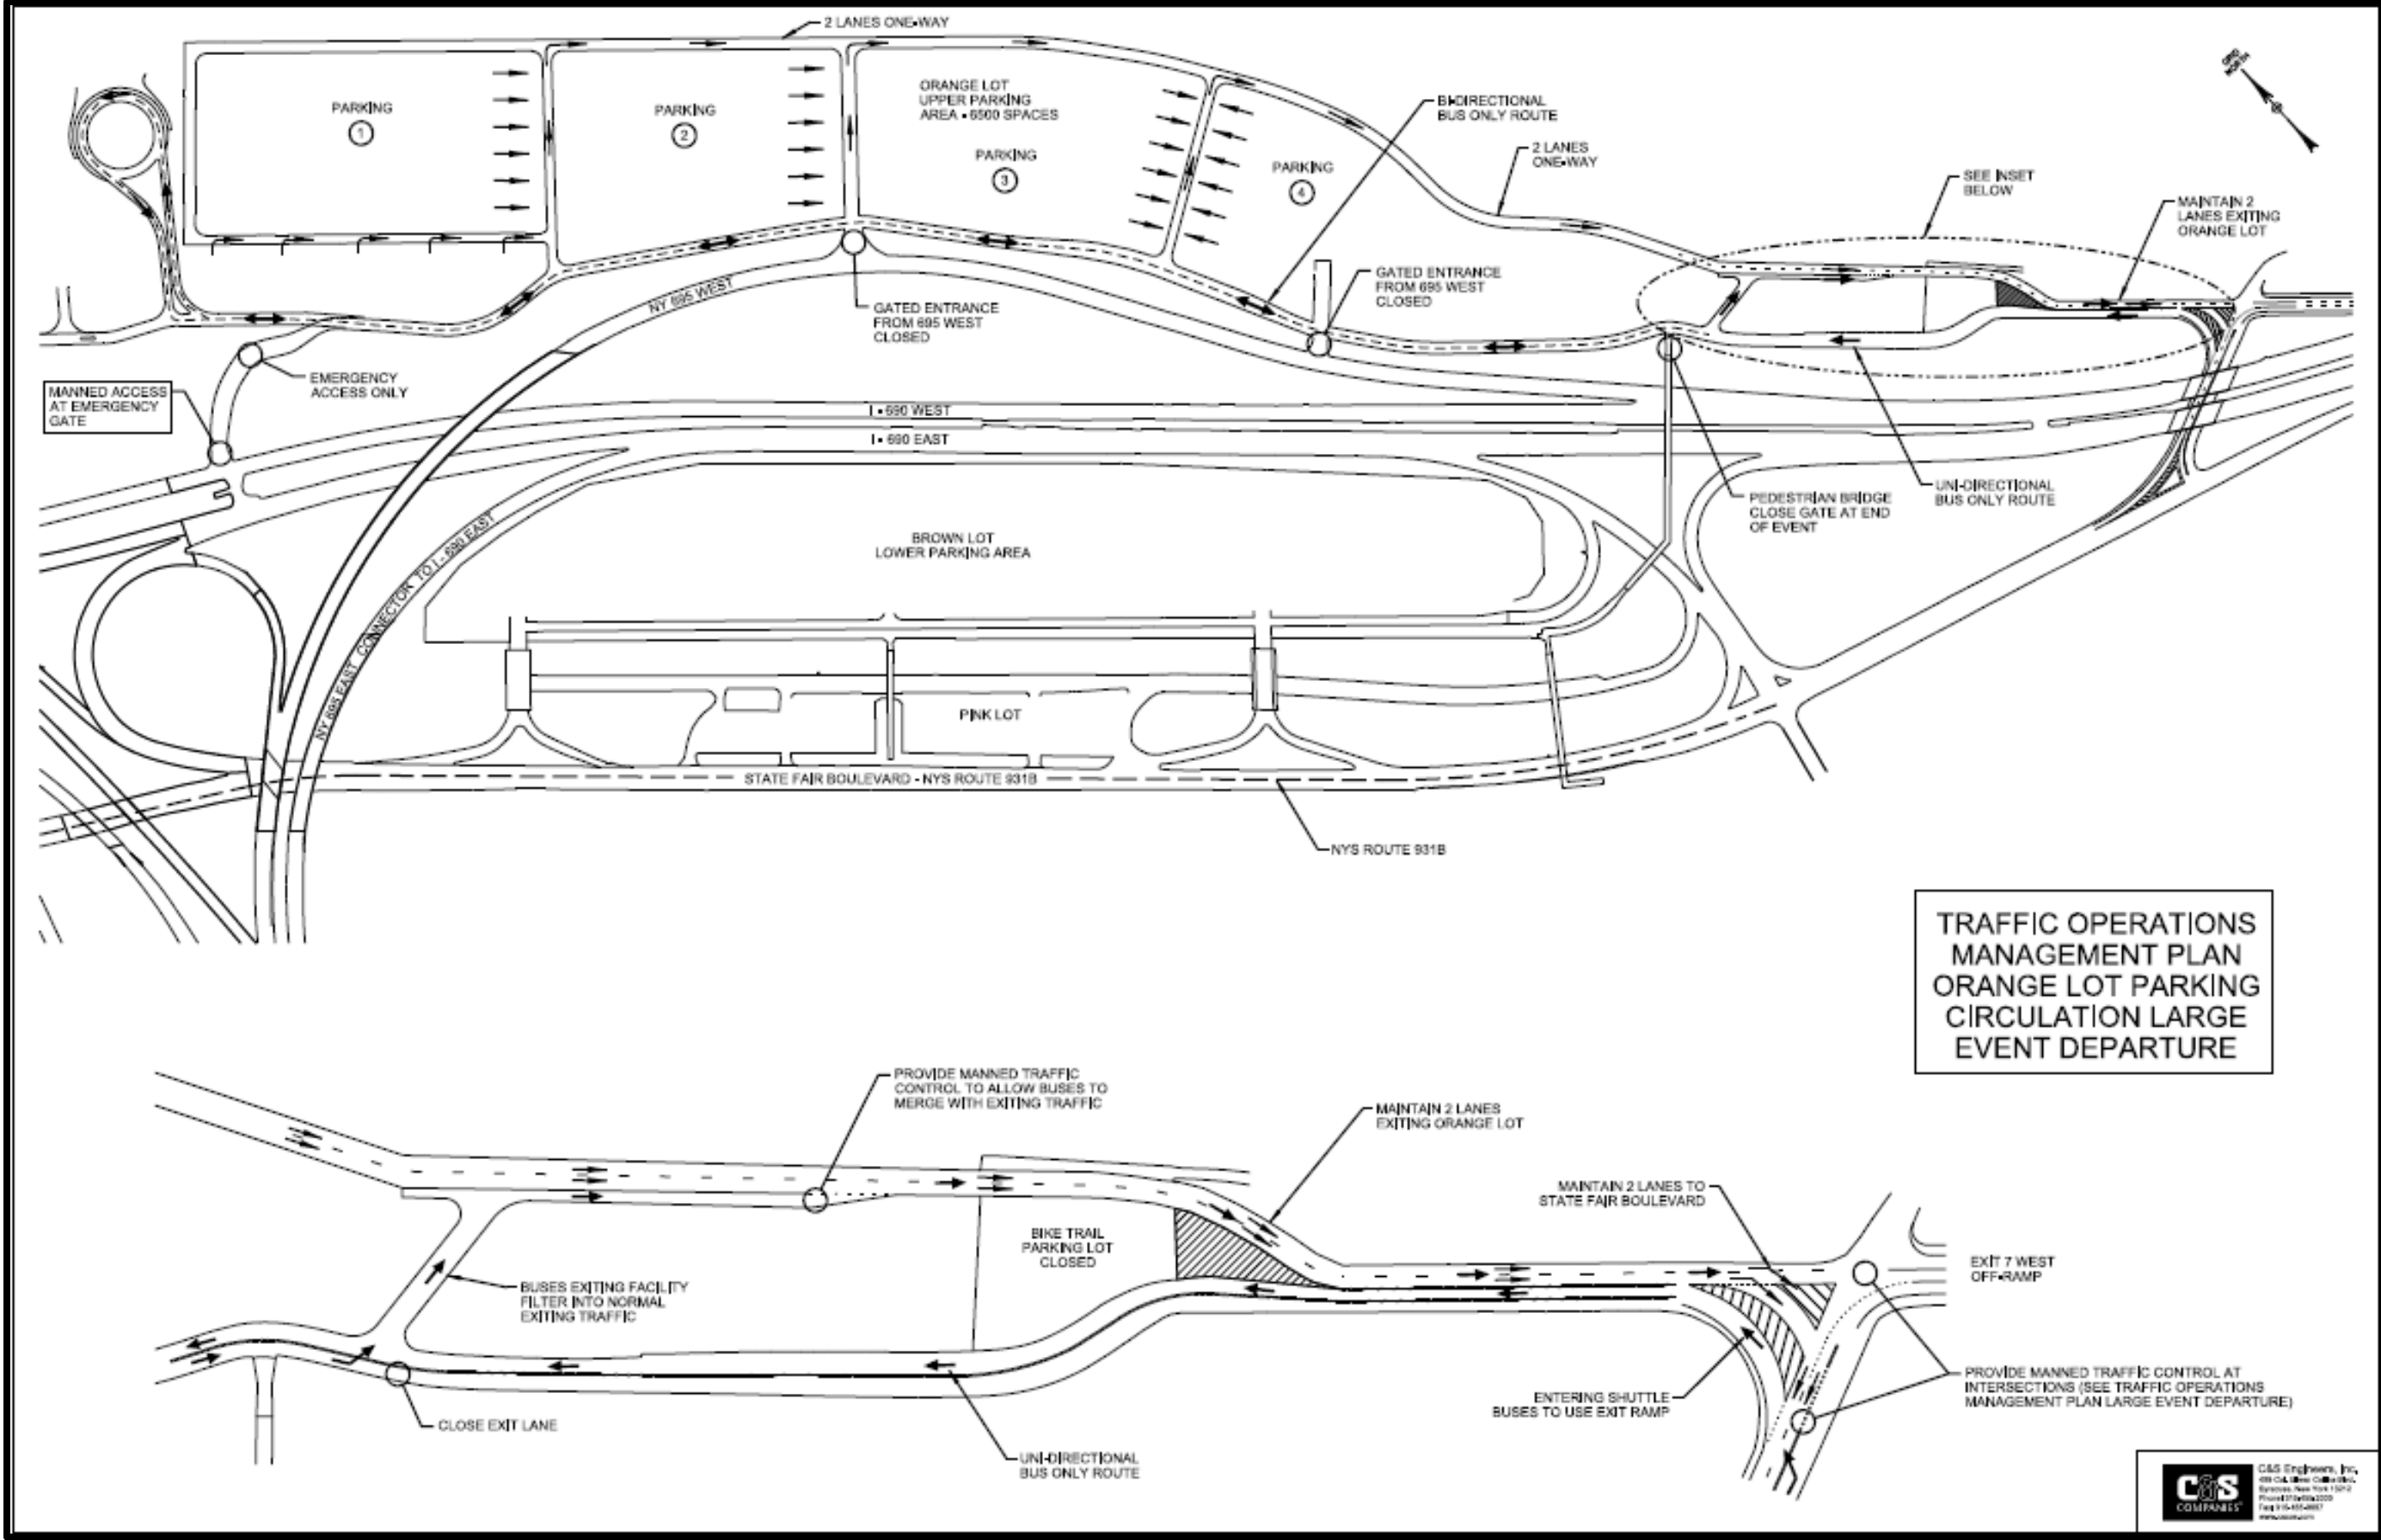 2 LANES ONE-WAY
GRID
NORTH
PARKING
1
PARKING
2
ORANGE LOT
UPPER PARKING
AREA - 6500 SPACES
PARKING
3
PARKING
4
BI-DIRECTIONAL
BUS ONLY ROUTE
2 LANES
ONE-WAY
SEE INSET
BELOW
MAINTAIN 2
LANES EXITING
ORANGE LOT
NY 695 WEST
GATED ENTRANCE
FROM 695 WEST
CLOSED
GATED ENTRANCE
FROM 695 WEST
CLOSED
EMERGENCY
ACCESS ONLY
MANNED ACCESS
AT EMERGENCY
GATE
I - 690 WEST
I - 690 EAST
PEDESTRIAN BRIDGE
CLOSE GATE AT END
OF EVENT
UNI-DIRECTIONAL
BUS ONLY ROUTE
BROWN LOT
LOWER PARKING AREA
NY 695 EAST CONNECTOR TO I - 690 EAST
PINK LOT
STATE FAIR BOULEVARD - NYS ROUTE 931B
NYS ROUTE 931B
TRAFFIC OPERATIONS
MANAGEMENT PLAN
ORANGE LOT PARKING
CIRCULATION LARGE
EVENT DEPARTURE
PROVIDE MANNED TRAFFIC
CONTROL TO ALLOW BUSES TO
MERGE WITH EXITING TRAFFIC
MAINTAIN 2 LANES
EXITING ORANGE LOT
MAINTAIN 2 LANES TO
STATE FAIR BOULEVARD
BIKE TRAIL
PARKING LOT
CLOSED
EXIT 7 WEST
OFF-RAMP
BUSES EXITING FACILITY
FILTER INTO NORMAL
EXITING TRAFFIC
PROVIDE MANNED TRAFFIC CONTROL AT
INTERSECTIONS (SEE TRAFFIC OPERATIONS
MANAGEMENT PLAN LARGE EVENT DEPARTURE)
ENTERING SHUTTLE
BUSES TO USE EXIT RAMP
CLOSE EXIT LANE
UNI-DIRECTIONAL
BUS ONLY ROUTE
C&S
COMPANIES
C&S Engineers, Inc.